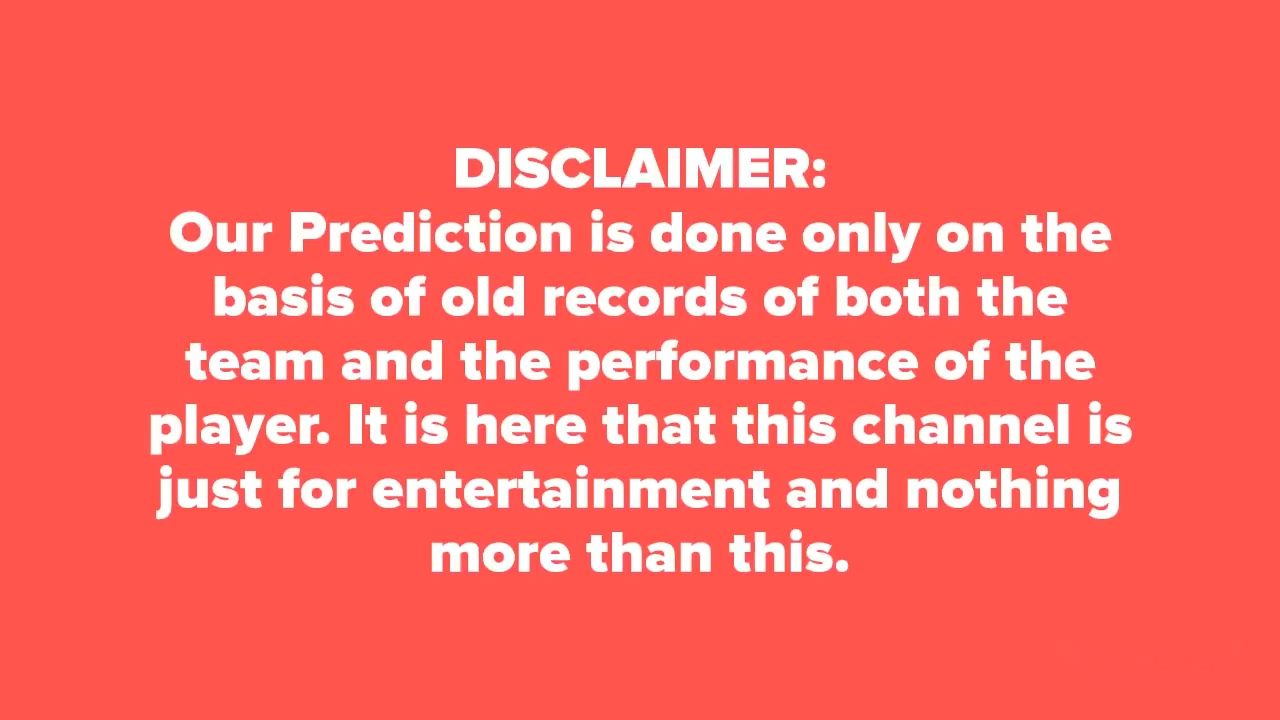 DISCLAIMER:
Our Prediction is done only on the
basis of old records of both the
team and the performance of the
player. It is here that this channel is
just for entertainment and nothing
more than this.